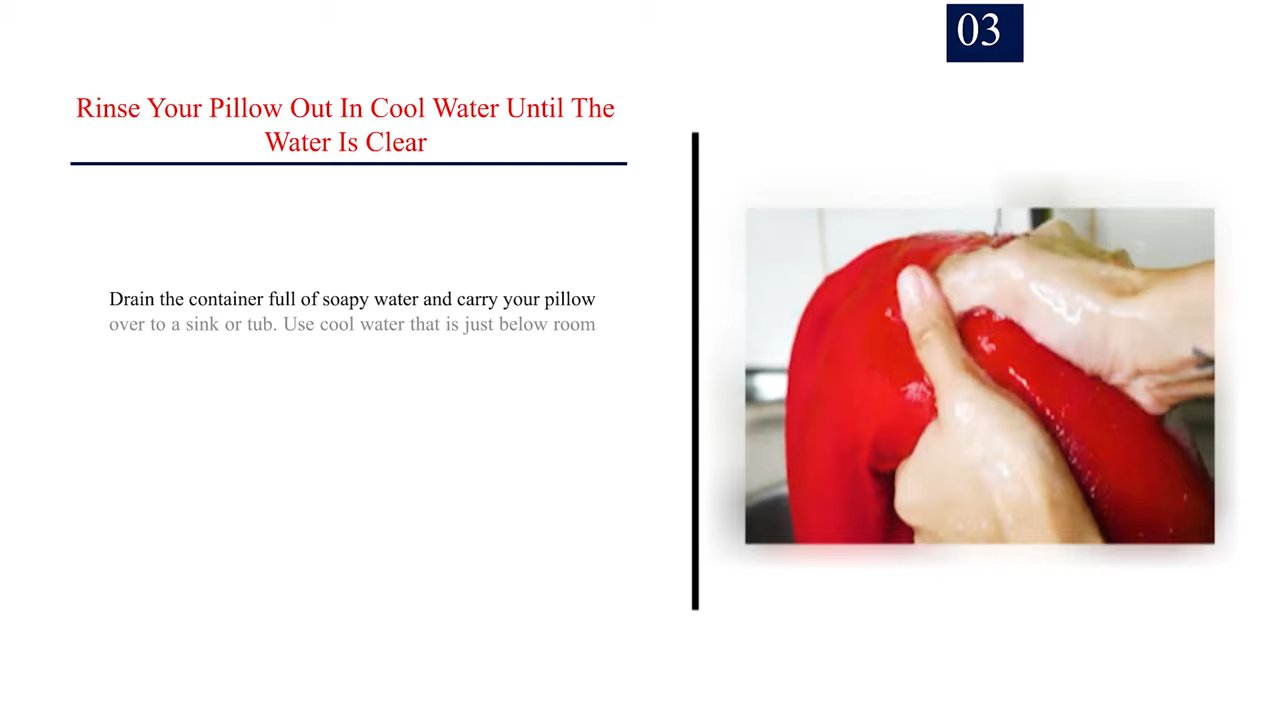 03
Rinse Your Pillow Out In Cool Water Until The
Water Is Clear
Drain the container full of soapy water and carry your pillow
over to a sink or tub. Use cool water that is just below room